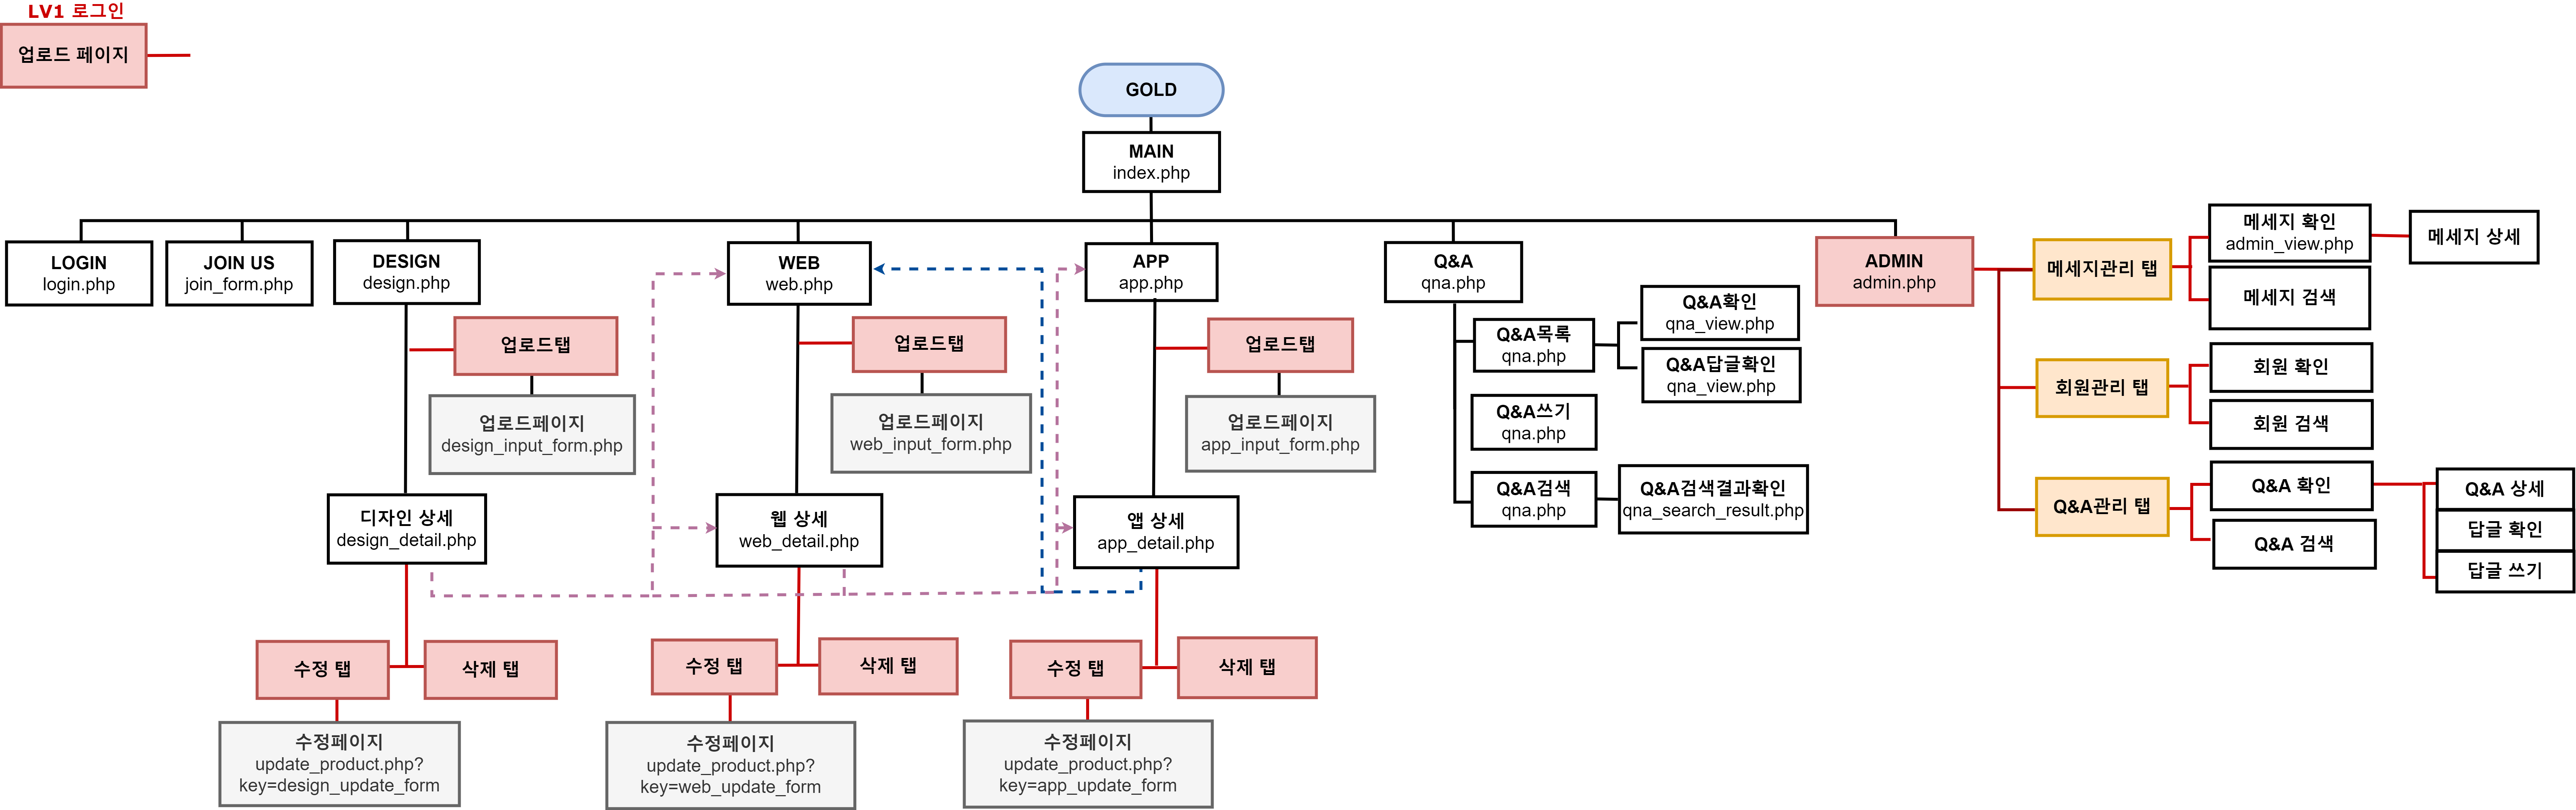 LV1 로그인
업로드 페이지
GOLD
MAIN
index.php
LOGIN
login.php
JOIN US
join_form.php
DESIGN
design.php
WEB
web.php
APP
app.php
Q&A
qna.php
ADMIN
admin.php
업로드탭
업로드페이지
design_input_form.php
업로드탭
업로드페이지
web_input_form.php
업로드탭
업로드페이지
app_input_form.php
디자인 상세
design_detail.php
웹 상세
web_detail.php
앱 상세
app_detail.php
수정 탭
삭제 탭
수정페이지
update_product.php?
key=design_update_form
수정 탭
삭제 탭
수정페이지
update_product.php?
key=web_update_form
수정 탭
삭제 탭
수정페이지
update_product.php?
key=app_update_form
Q&A목록
qna.php
Q&A확인
qna_view.php
Q&A답글확인
qna_view.php
Q&A쓰기
qna.php
Q&A검색
qna.php
Q&A검색결과확인
qna_search_result.php
메세지관리 탭
메세지 확인
admin_view.php
메세지 상세
메세지 검색
회원관리 탭
회원 확인
회원 검색
Q&A관리 탭
Q&A 확인
Q&A 검색
Q&A 상세
답글 확인
답글 쓰기